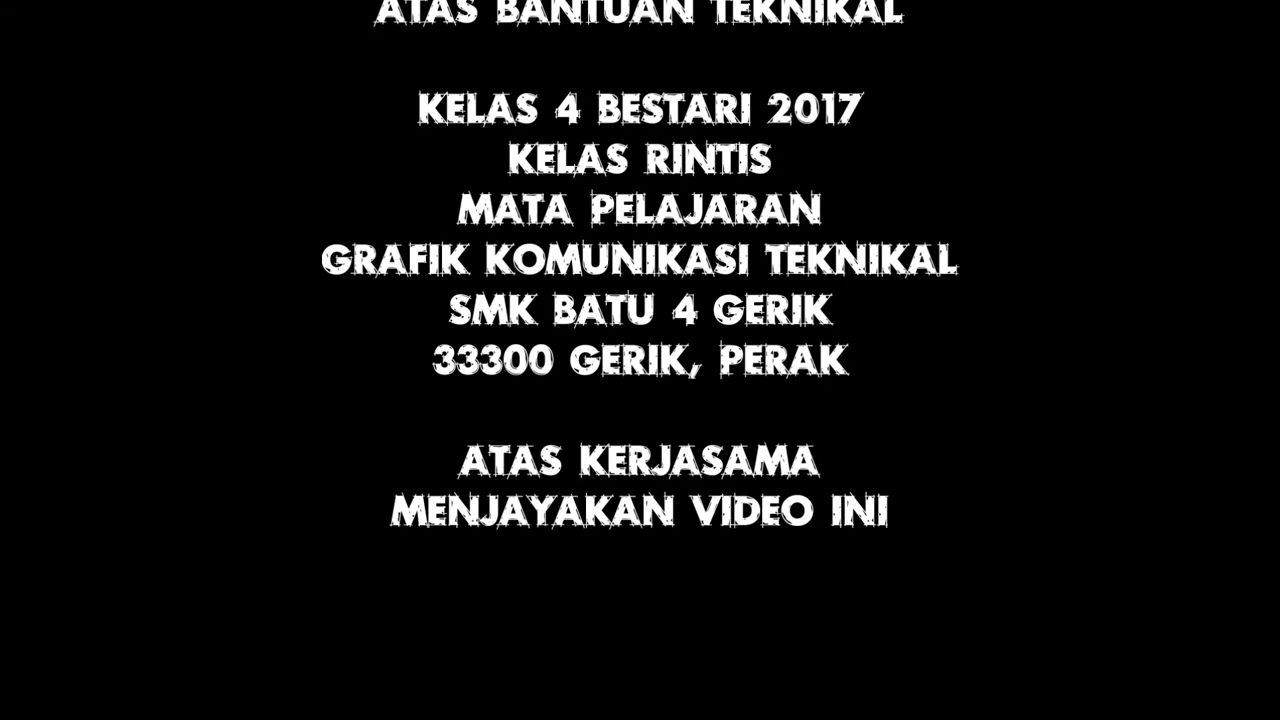 ATAS BANTUAN TEKNIKAL
KELAS 4 BESTARI 2017
KELAS RINTIS
MATA PELAJARAN
GRAFIK KOMUNIKASI TEKNIKAL
SMK BATU 4 GERIK
33300 GERIK, PERAK
ATAS KERJASAMA
MENJAYAKAN VIDEO INI